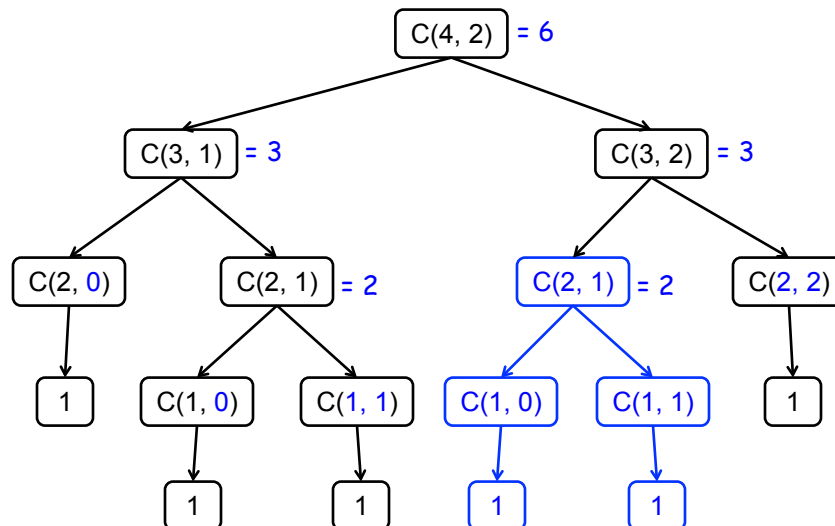 C(4, 2) = 6
C(3, 1) = 3 C(3, 2) = 3
C(2, 0) C(2, 1) = 2 C(2, 1) = 2 C(2, 2)
1 C(1, 0) C(1, 1) C(1, 0) C(1, 1) 1
1 1 1 1